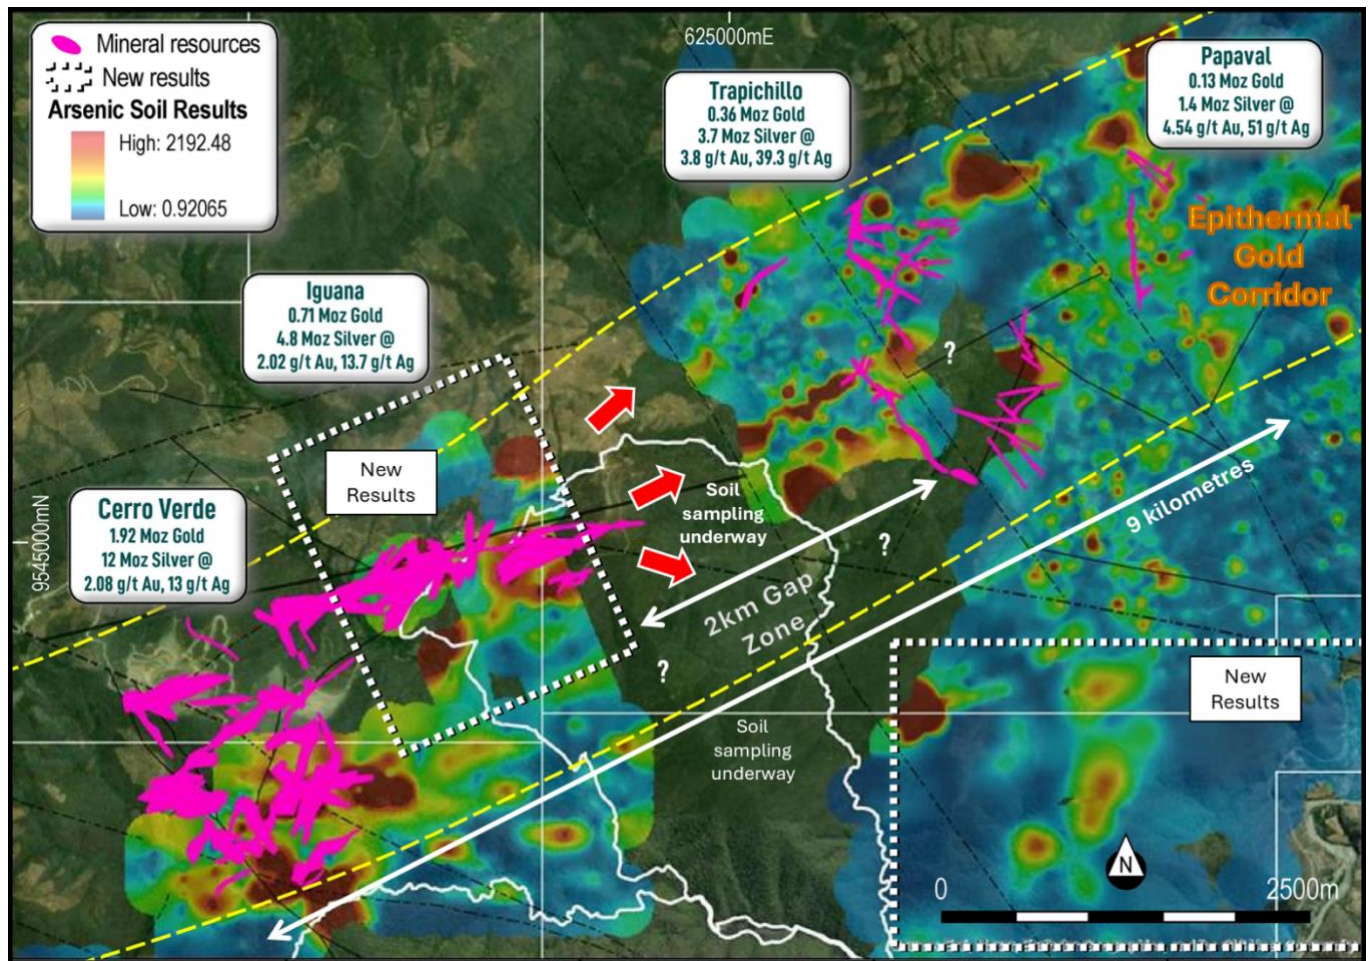 Mineral resources
New results
Arsenic Soil Results
High: 2192.48
Low: 0.92065
625000mE
Trapichillo
0.36 Moz Gold
3.7 Moz Silver @
3.8 g/t Au, 39.3 g/t Ag
Papaval
0.13 Moz Gold
1.4 Moz Silver @
4.54 g/t Au, 51 g/t Ag
Epithermal
Gold
Corridor
Iguana
0.71 Moz Gold
4.8 Moz Silver @
2.02 g/t Au, 13.7 g/t Ag
?
New
Results
Cerro Verde
1.92 Moz Gold
12 Moz Silver @
2.08 g/t Au, 13 g/t Ag
9545000mN
Soil
sampling
underway
9 kilometres
?
2km Gap
Zone
?
New
Results
Soil
sampling
underway
N
0
2500m